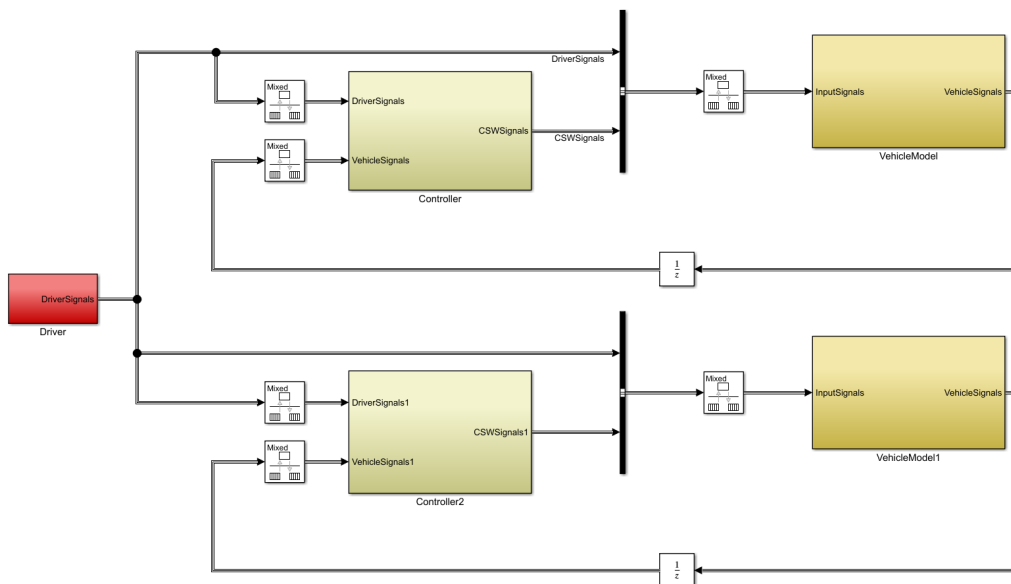 DriverSignals
Mixed
Mixed
DriverSignals
VehicleSignals
CSWSignals
CSWSignals
Controller
Mixed
InputSignals
VehicleSignals
VehicleModel
1
z
DriverSignals
Driver
Mixed
Mixed
DriverSignals1
VehicleSignals1
CSWSignals1
Controller2
Mixed
InputSignals
VehicleSignals
VehicleModel1
1
z